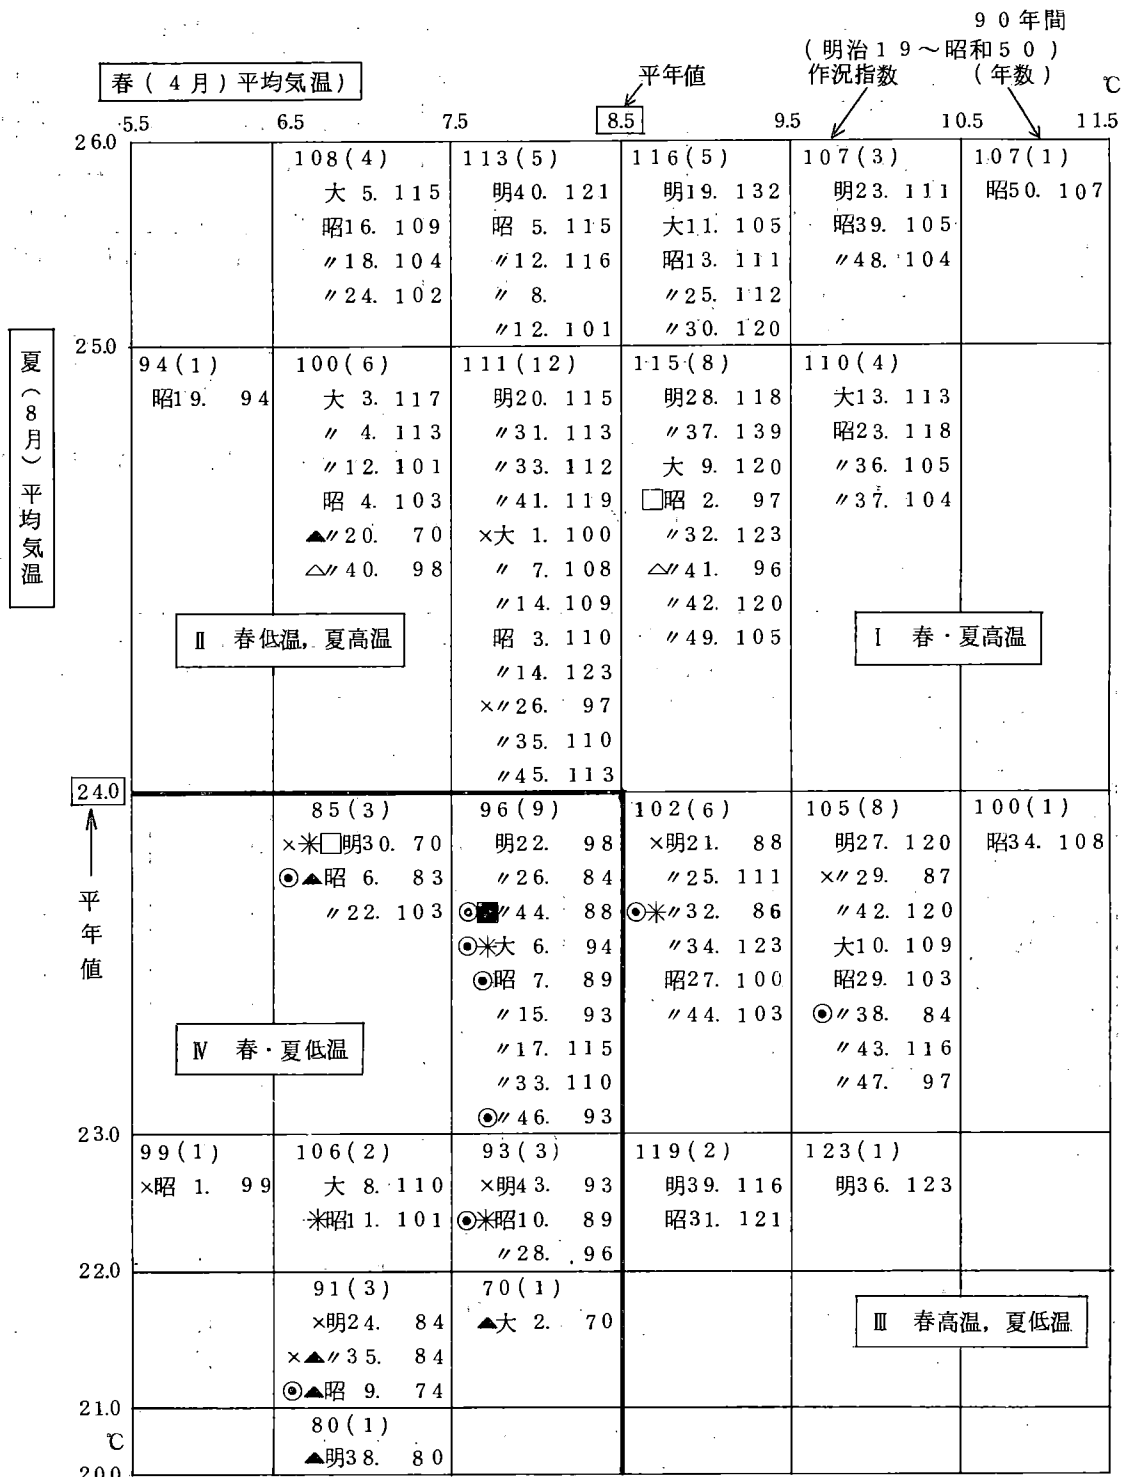 90年間
(明治19～昭和50)
春(4月)平均気温)
平年値
作況指数
(年数)
℃
5.5 6.5 7.5 8.5 9.5 10.5 11.5
夏(8月)平均気温
26.0
108(4)
大 5. 115
昭16. 109
〃18. 104
〃24. 102
113(5)
明40. 121
昭 5. 115
〃12. 116
〃 8.
〃12. 101
116(5)
明19. 132
大11. 105
昭13. 111
〃25. 112
〃30. 120
107(3)
明23. 111
昭39. 105
〃48. 104
107(1)
昭50. 107
25.0
94(1)
昭19. 94
100(6)
大 3. 117
〃 4. 113
〃12. 101
昭 4. 103
▲〃20. 70
△〃40. 98
111(12)
明20. 115
〃31. 113
〃33. 112
〃41. 119
×大 1. 100
〃 7. 108
〃14. 109
昭 3. 110
〃14. 123
×〃26. 97
〃35. 110
〃45. 113
115(8)
明28. 118
〃37. 139
大 9. 120
□昭 2. 97
〃32. 123
△〃41. 96
〃42. 120
〃49. 105
110(4)
大13. 113
昭23. 118
〃36. 105
〃37. 104
Ⅱ 春低温, 夏高温
Ⅰ 春・夏高温
24.0
平年値
85(3)
×＊□明30. 70
◉▲昭 6. 83
〃22. 103
96(9)
明22. 98
〃26. 84
◉■〃44. 88
◉＊大 6. 94
◉昭 7. 89
〃15. 93
〃17. 115
〃33. 110
◉〃46. 93
102(6)
×明21. 88
〃25. 111
◉＊〃32. 86
〃34. 123
昭27. 100
〃44. 103
105(8)
明27. 120
×〃29. 87
〃42. 120
大10. 109
昭29. 103
◉〃38. 84
〃43. 116
〃47. 97
100(1)
昭34. 108
Ⅳ 春・夏低温
23.0
99(1)
×昭 1. 99
106(2)
大 8. 110
＊昭11. 101
93(3)
×明43. 93
◉＊昭10. 89
〃28. 96
119(2)
明39. 116
昭31. 121
123(1)
明36. 123
22.0
91(3)
×明24. 84
×▲〃35. 84
◉▲昭 9. 74
70(1)
▲大 2. 70
Ⅲ 春高温, 夏低温
21.0
℃
80(1)
▲明38. 80
20.0